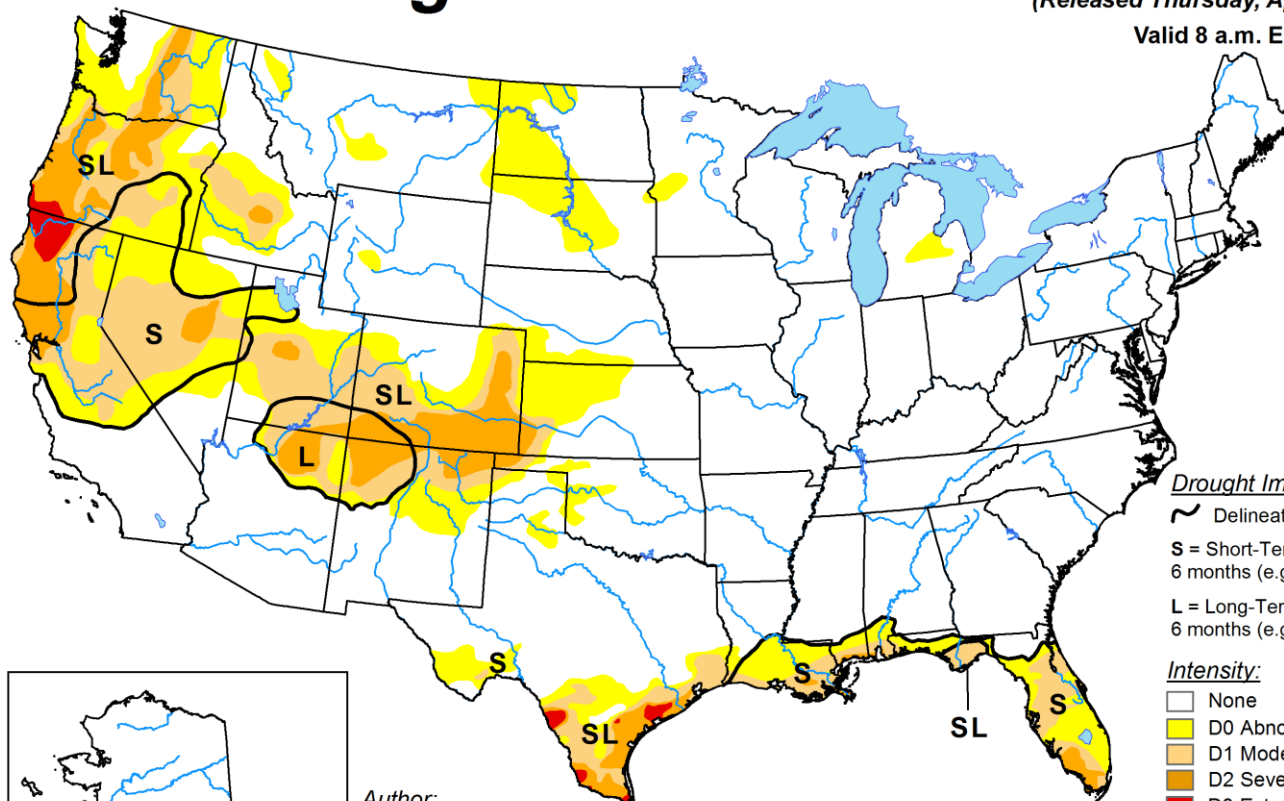 (Released Thursday, A
Valid 8 a.m. E
SL
S
SL
L
S
SL
S
SL
S
Drought Im
Delineat
S = Short-Ter
6 months (e.g
L = Long-Ter
6 months (e.g
Intensity:
None
D0 Abno
D1 Mode
D2 Seve
Author: